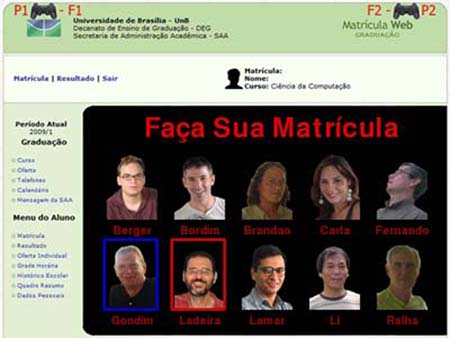 P1 - F1
F2 - P2
Universidade de Brasília - UnB
Decanato de Ensino de Graduação - DEG
Secretaria de Administração Acadêmica - SAA
Matrícula Web
GRADUAÇÃO
Matrícula | Resultado | Sair
Matrícula:
Nome:
Curso: Ciência da Computação
Período Atual
2009/1
Graduação
Curso
Oferta
Telefones
Calendário
Mensagem da SAA
Menu do Aluno
Matrícula
Resultado
Oferta Individual
Grade Horária
Histórico Escolar
Quadro Resumo
Dados Pessoais
Faça Sua Matrícula
Berger Bordim Brandao Carla Fernando
Gondim Ladeira Lamar Li Ralha